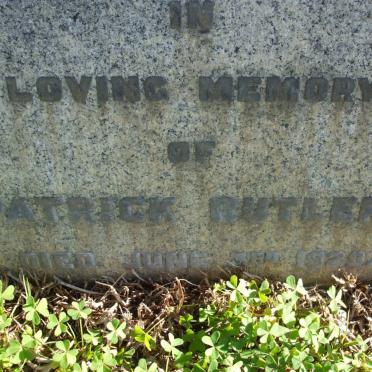 IN
LOVING MEMORY
OF
PATRICK BUTLER
DIED JUNE